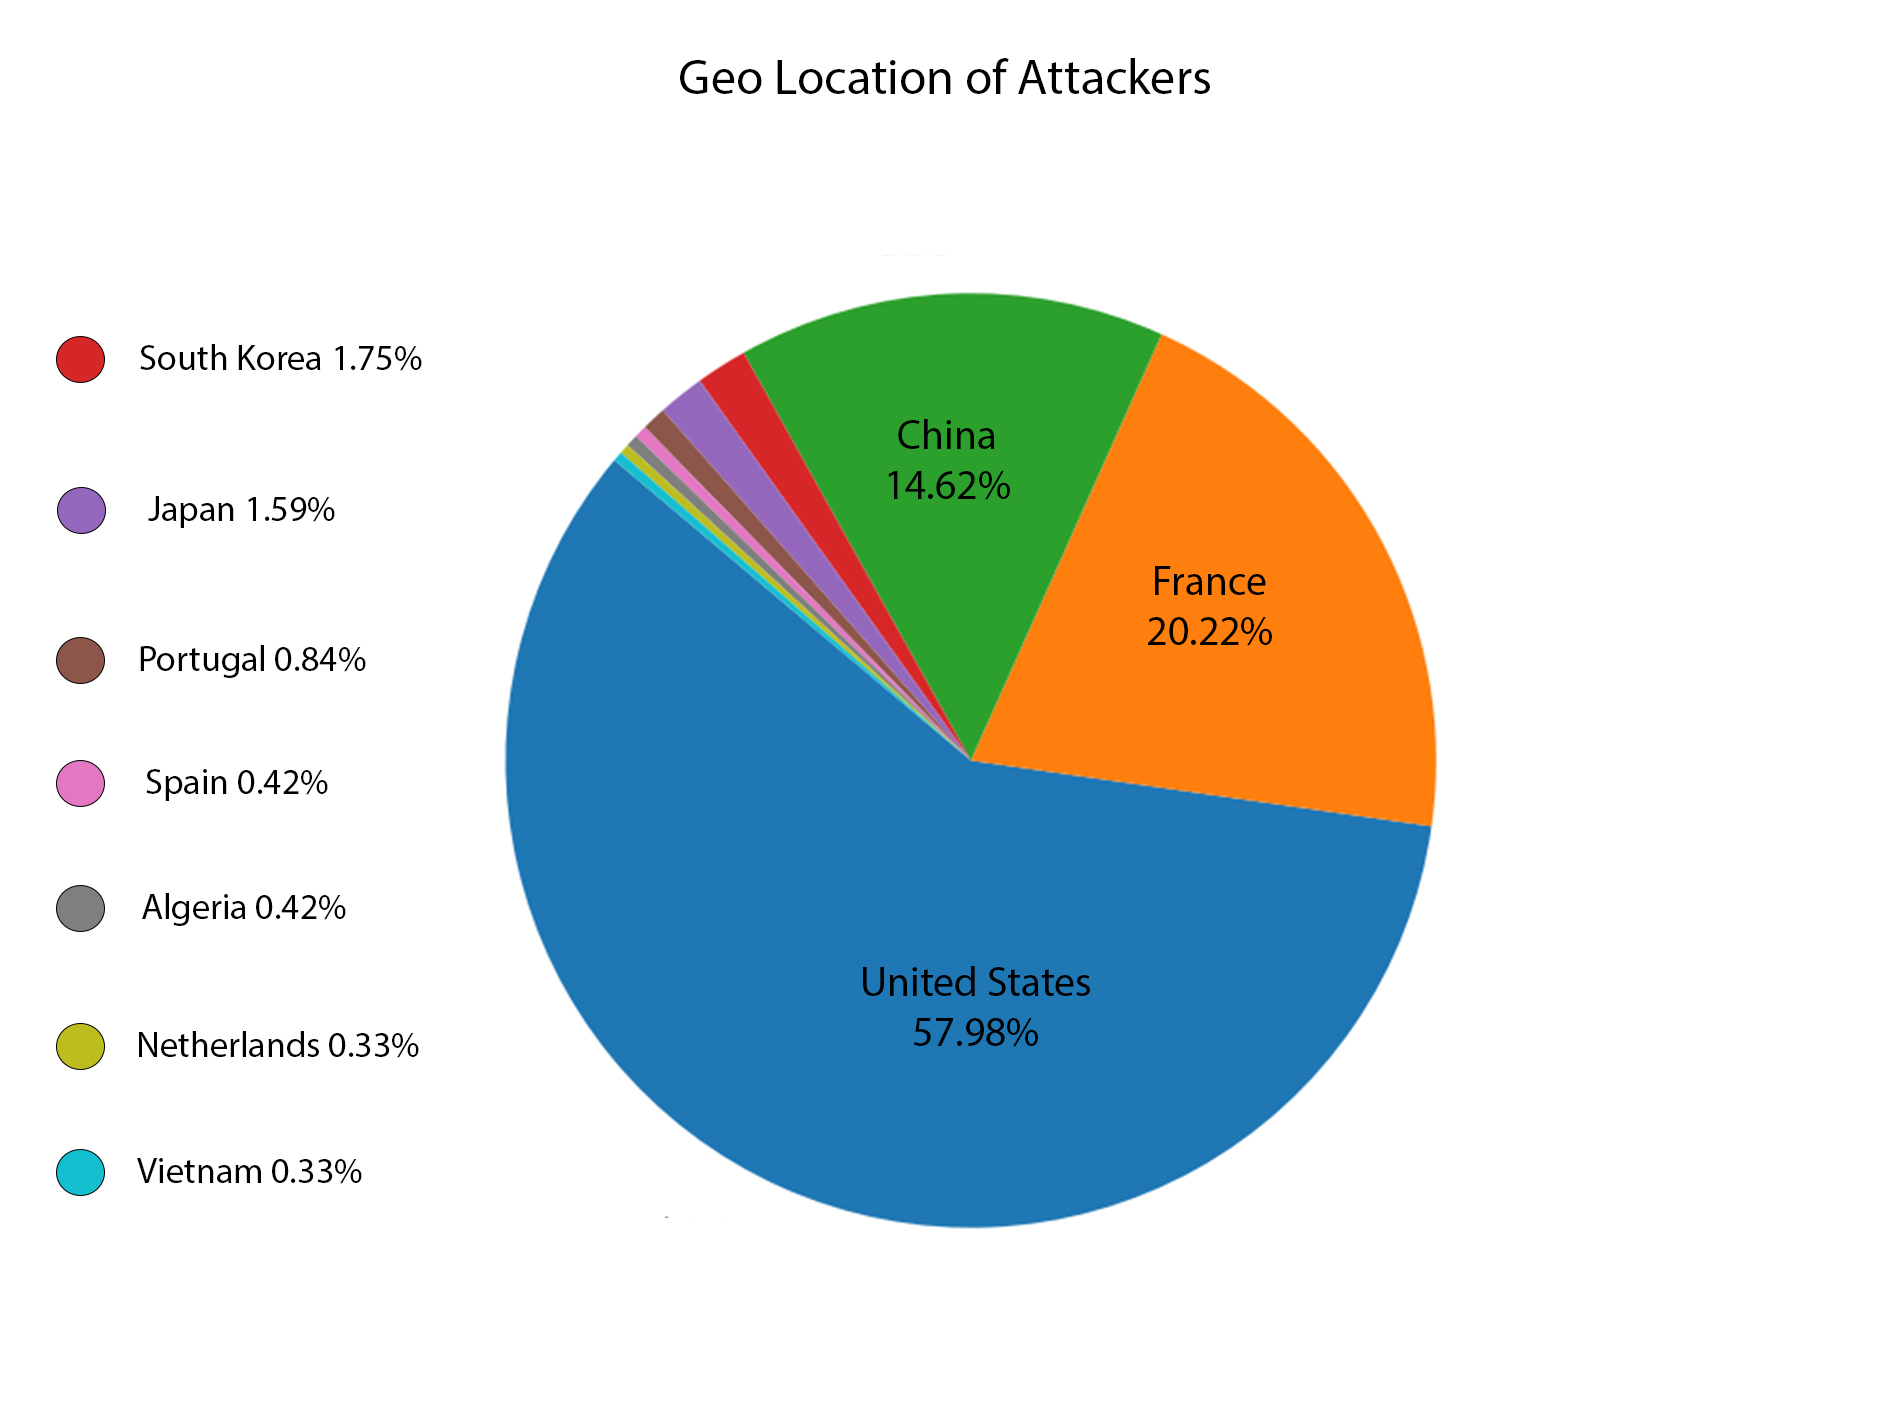 Geo Location of Attackers
South Korea 1.75%
Japan 1.59%
Portugal 0.84%
Spain 0.42%
Algeria 0.42%
Netherlands 0.33%
Vietnam 0.33%
China
14.62%
France
20.22%
United States
57.98%